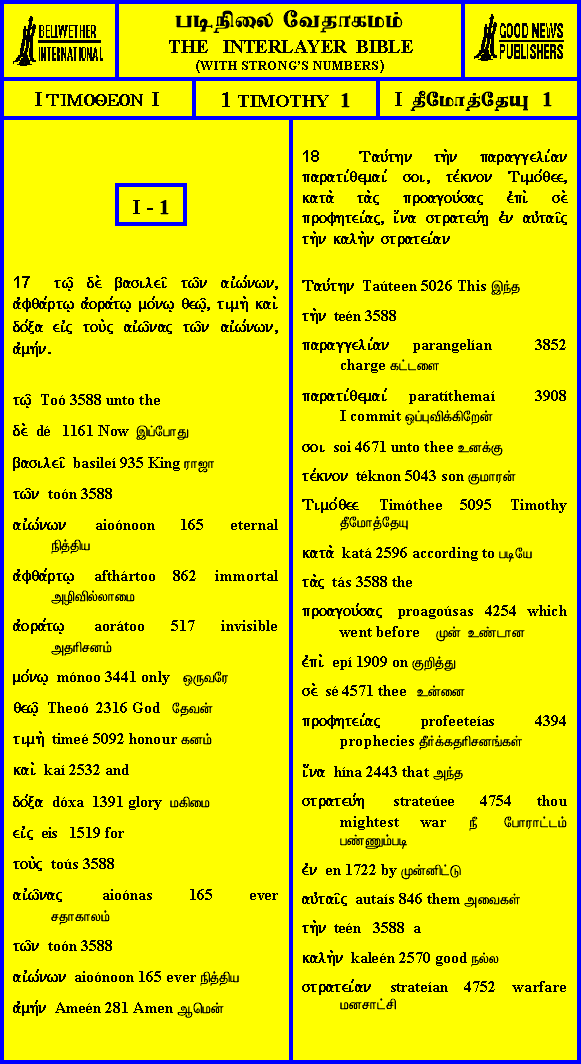 BELLWETHER
INTERNATIONAL
படிநிலை வேதாகமம்
THE INTERLAYER BIBLE
(WITH STRONG'S NUMBERS)
GOOD NEWS
PUBLISHERS
I ΤΙΜΟΘΕΟΝ I
1 TIMOTHY 1
I தீமோத்தேயு 1
I - 1
17 τῷ δὲ βασιλεῖ τῶν αἰώνων,
ἀφθάρτῳ ἀοράτῳ μόνῳ θεῷ, τιμὴ καὶ
δόξα εἰς τοὺς αἰῶνας τῶν αἰώνων,
ἀμήν.
τῷ Toó 3588 unto the
δὲ dé 1161 Now இப்போது
βασιλεῖ basileí 935 King ராஜா
τῶν toón 3588
αἰώνων aioónoon 165 eternal
நித்திய
ἀφθάρτῳ afthártoo 862 immortal
அழிவில்லாமை
ἀοράτῳ aorátoo 517 invisible
அதரிசனம்
μόνῳ mónoo 3441 only ஒருவரே
θεῷ Theoó 2316 God தேவன்
τιμὴ timeé 5092 honour கனம்
καὶ kaí 2532 and
δόξα dóxa 1391 glory மகிமை
εἰς eis 1519 for
τοὺς toús 3588
αἰῶνας aioónas 165 ever
சதாகாலம்
τῶν toón 3588
αἰώνων aioónoon 165 ever நித்திய
ἀμήν Ameén 281 Amen ஆமென்
18 Ταύτην τὴν παραγγελίαν
παρατίθεμαί σοι, τέκνον Τιμόθεε,
κατὰ τὰς προαγούσας ἐπὶ σὲ
προφητείας, ἵνα στρατεύῃ ἐν αὐταῖς
τὴν καλὴν στρατείαν
Ταύτην Taúteen 5026 This இந்த
τὴν teén 3588
παραγγελίαν parangelían 3852
charge கட்டளை
παρατίθεμαί paratíthemaí 3908
I commit ஒப்புவிக்கிறேன்
σοι soi 4671 unto thee உனக்கு
τέκνον téknon 5043 son குமாரன்
Τιμόθεε Timóthee 5095 Timothy
தீமோத்தேயு
κατὰ katá 2596 according to படியே
τὰς tás 3588 the
προαγούσας proagoúsas 4254 which
went before முன் உண்டான
ἐπὶ epí 1909 on குறித்து
σὲ sé 4571 thee உன்னை
προφητείας profeeteías 4394
prophecies தீர்க்கதரிசனங்கள்
ἵνα hína 2443 that அந்த
στρατεύῃ strateúee 4754 thou
mightest war நீ போராட்டம்
பண்ணும்படி
ἐν en 1722 by முன்னிட்டு
αὐταῖς autaís 846 them அவைகள்
τὴν teén 3588 a
καλὴν kaleén 2570 good நல்ல
στρατείαν strateían 4752 warfare
மனசாட்சி